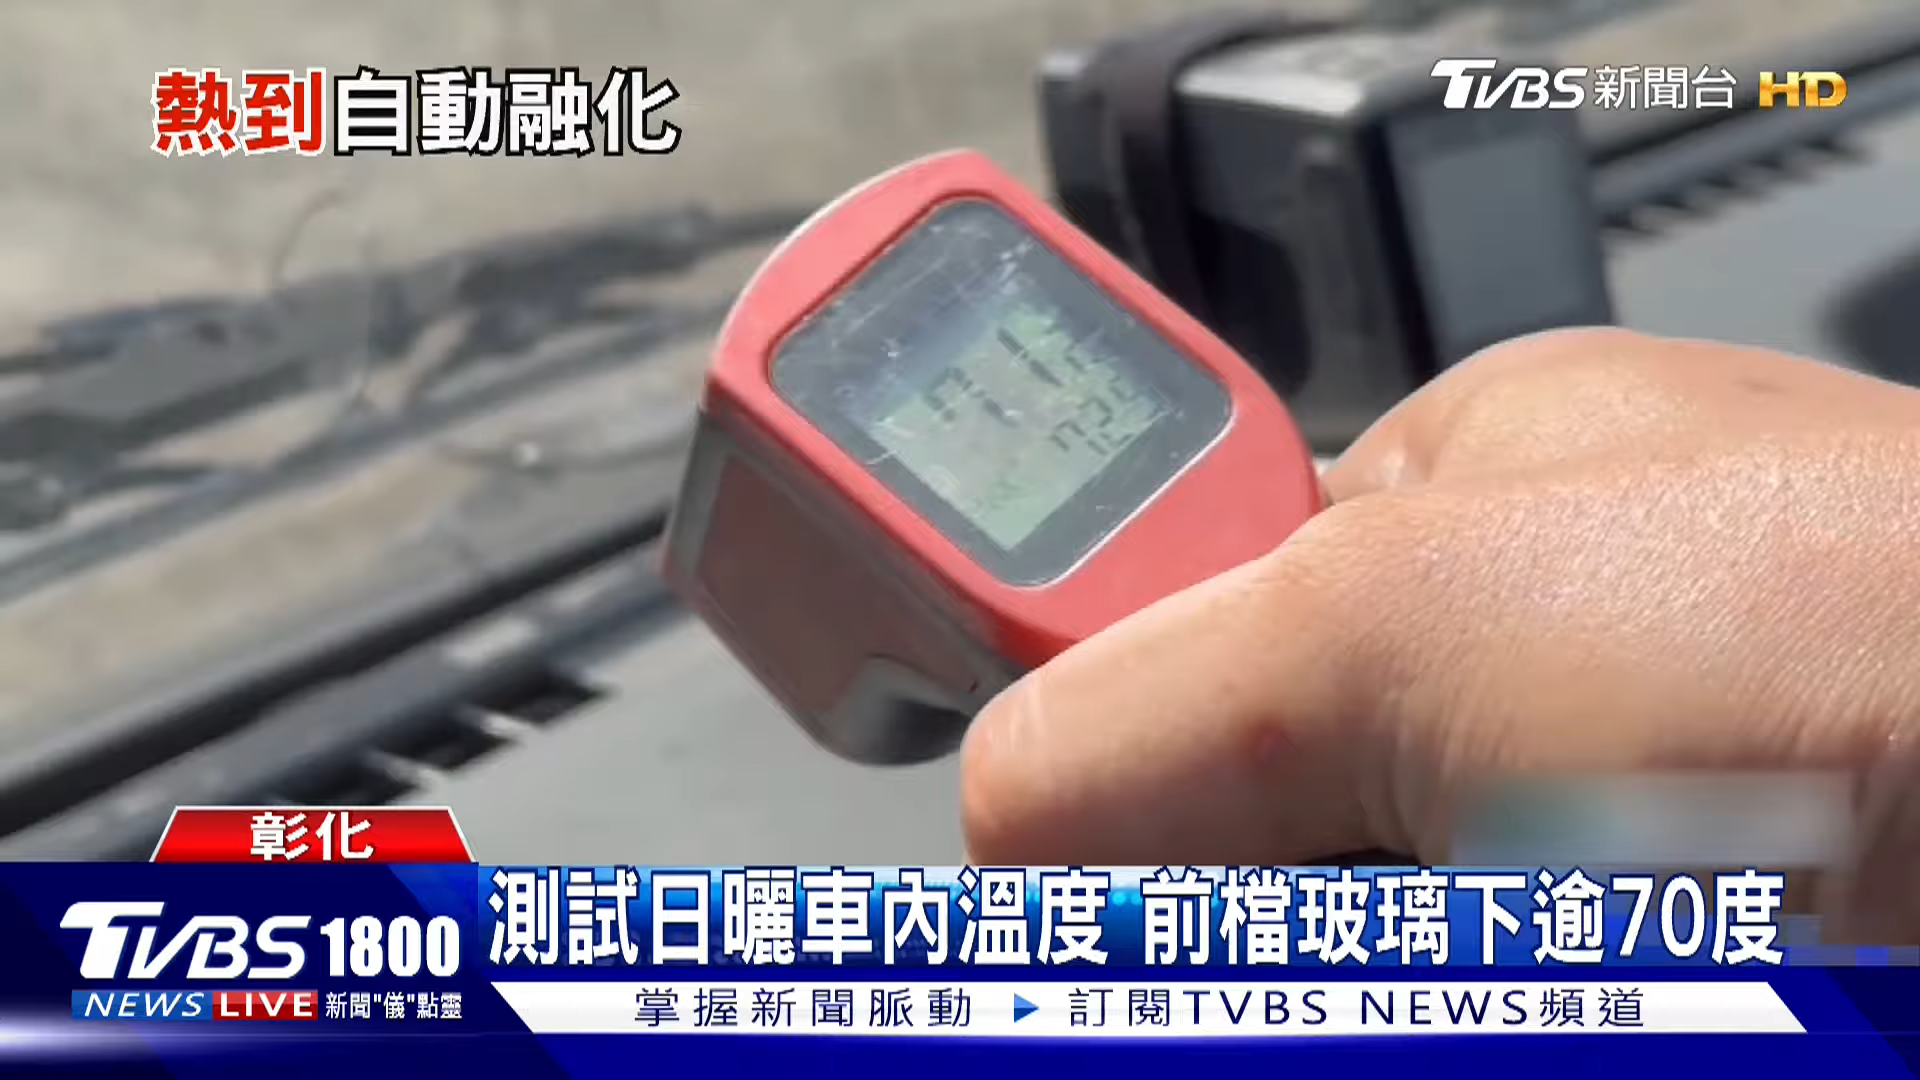 熱到自動融化
TVBS新聞台 HD
彰化
測試日曬車內溫度 前檔玻璃下逾70度
TVBS 1800
NEWS LIVE 新聞"儀"點靈
掌握新聞脈動 ▶ 訂閱TVBS NEWS頻道